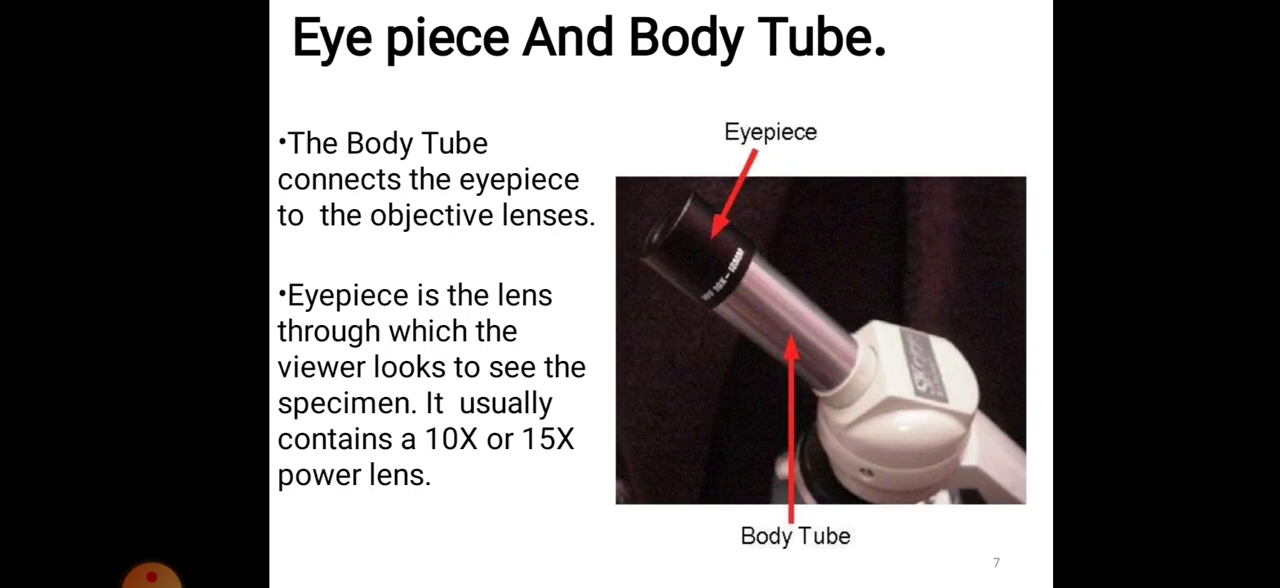 Eye piece And Body Tube.
•The Body Tube
connects the eyepiece
to the objective lenses.
•Eyepiece is the lens
through which the
viewer looks to see the
specimen. It usually
contains a 10X or 15X
power lens.
Eyepiece
10X
Body Tube
7